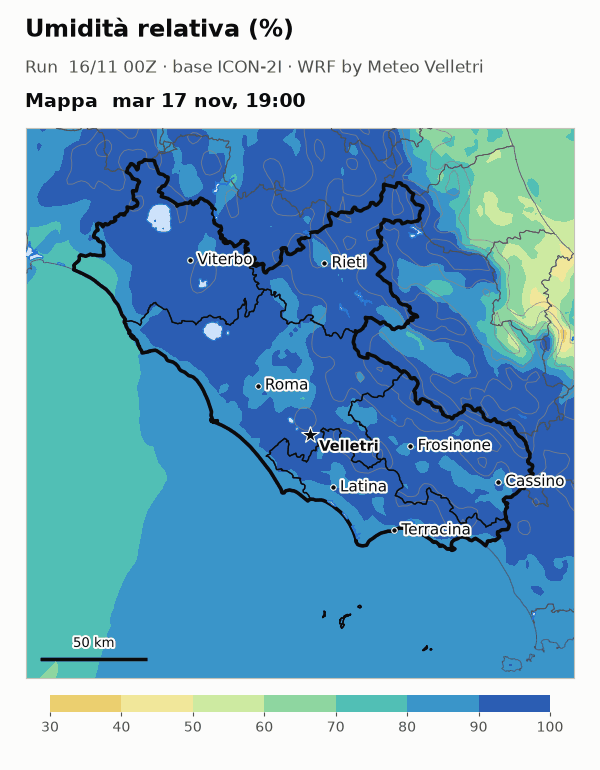 Umidità relativa (%)
Run  16/11 00Z · base ICON-2I · WRF by Meteo Velletri
Mappa  mar 17 nov, 19:00
Viterbo
Rieti
Roma
Velletri
Frosinone
Cassino
Latina
Terracina
50 km
30 40 50 60 70 80 90 100